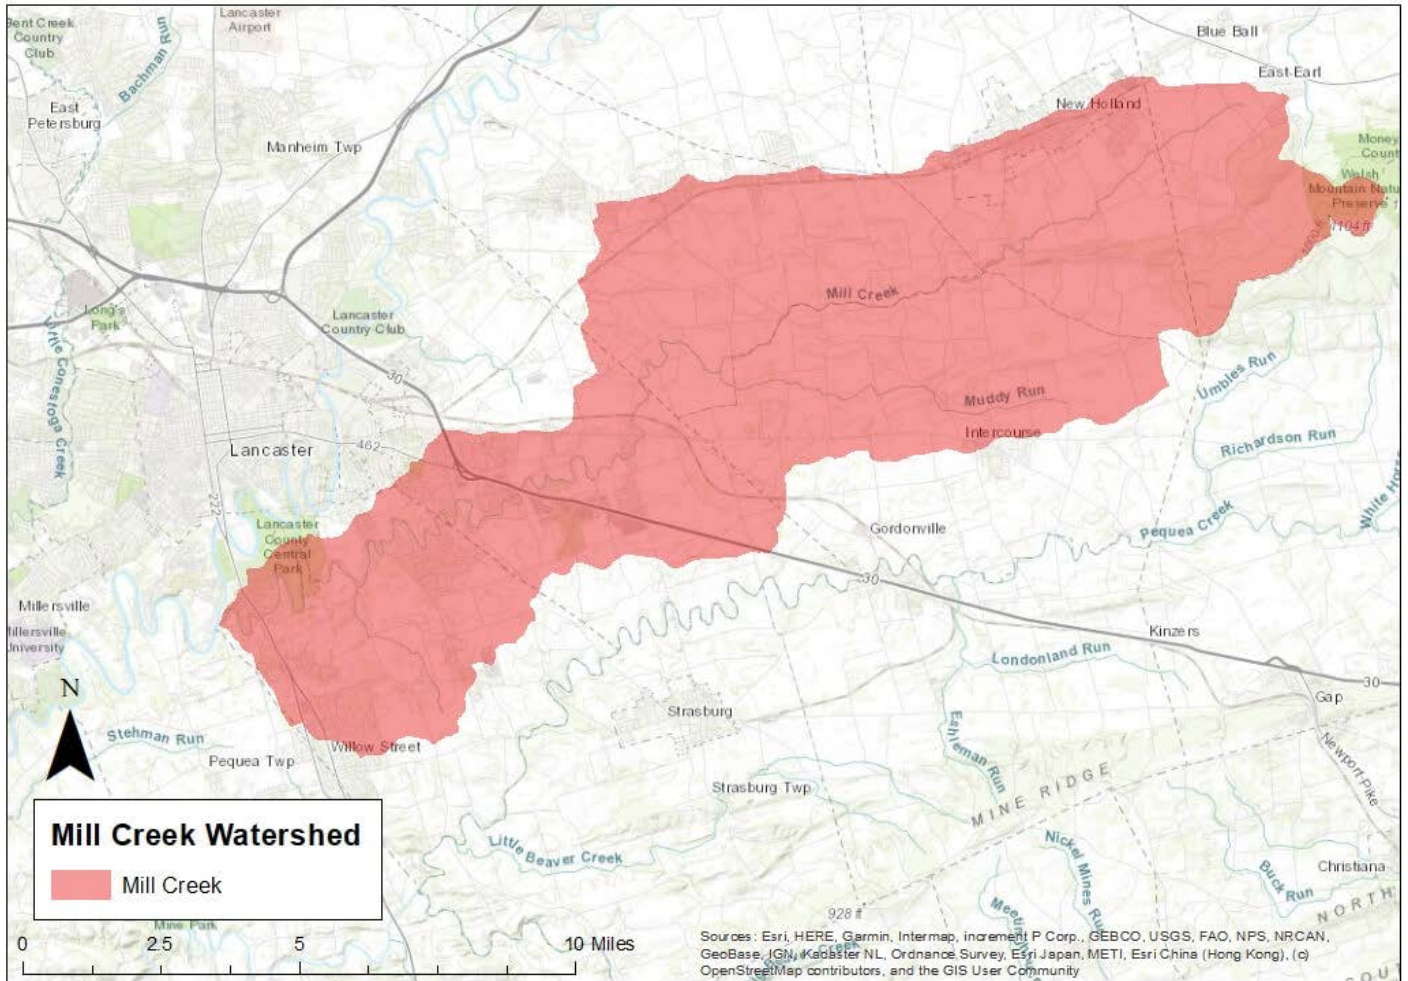 Bent Creek
Country
Club
Bachman Run
Lancaster
Airport
Blue Ball
East Earl
East
Petersburg
New Holland
Manheim Twp
Money
Count
Welsh
Mountain Natu
Preserve
1104 ft
Mill Creek
Long's
Park
Lancaster
Country Club
30
Little Conestoga Creek
Umbles Run
Muddy Run
Intercourse
Richardson Run
462
Lancaster
222
White Hors
Pequea Creek
Lancaster
County
Central
Park
Gordonville
30
Millersville
Millersville
University
Kinzers
Londonland Run
30
Gap
N
Strasburg
Stehman Run
Willow Street
Pequea Twp
Eshleman Run
Newport Pike
Strasburg Twp
MINE RIDGE
Mill Creek Watershed
Mill Creek
Little Beaver Creek
Nickel Mines Run
Buck Run
Christiana
NORTH
928 ft
Mine Park
0 2.5 5 10 Miles
Sources: Esri, HERE, Garmin, Intermap, increment P Corp., GEBCO, USGS, FAO, NPS, NRCAN,
GeoBase, IGN, Kadaster NL, Ordnance Survey, Esri Japan, METI, Esri China (Hong Kong), (c)
OpenStreetMap contributors, and the GIS User Community